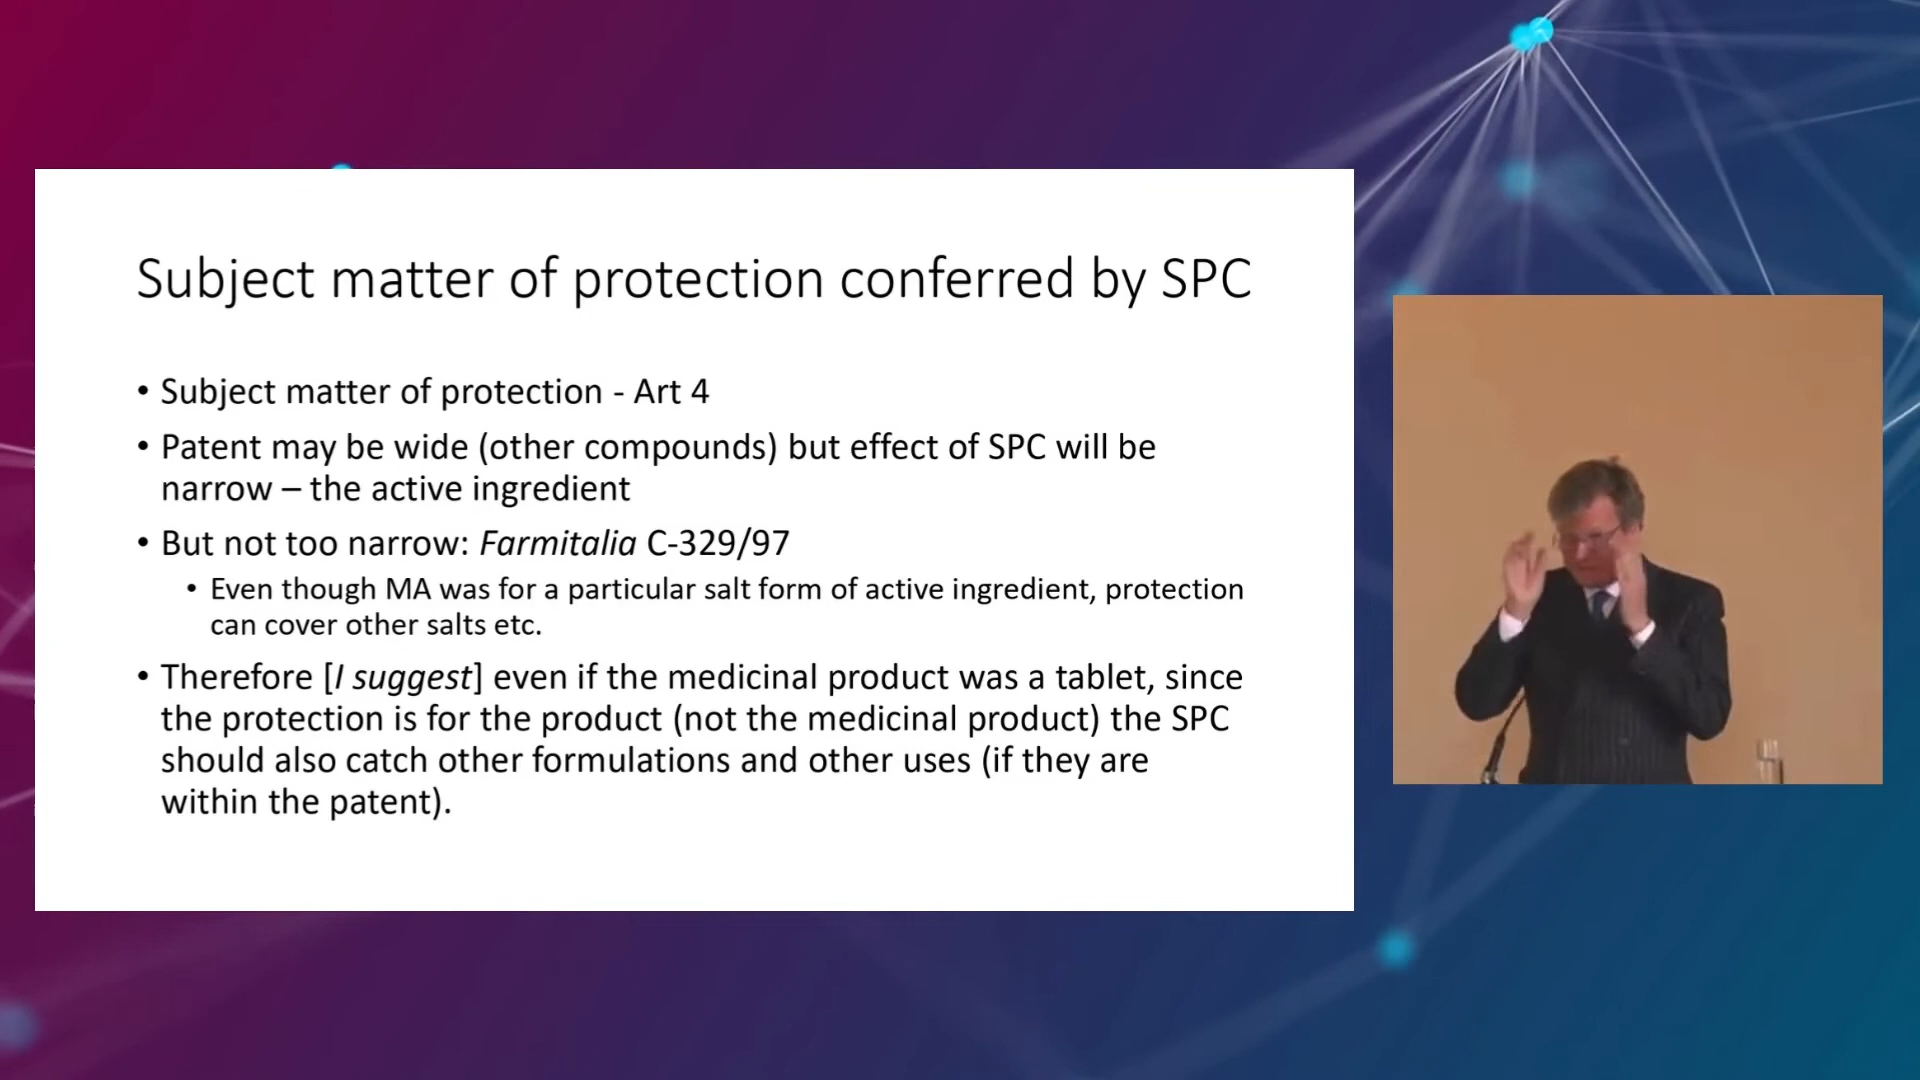 Subject matter of protection conferred by SPC
• Subject matter of protection - Art 4
• Patent may be wide (other compounds) but effect of SPC will be
narrow – the active ingredient
• But not too narrow: Farmitalia C-329/97
• Even though MA was for a particular salt form of active ingredient, protection
can cover other salts etc.
• Therefore [I suggest] even if the medicinal product was a tablet, since
the protection is for the product (not the medicinal product) the SPC
should also catch other formulations and other uses (if they are
within the patent).